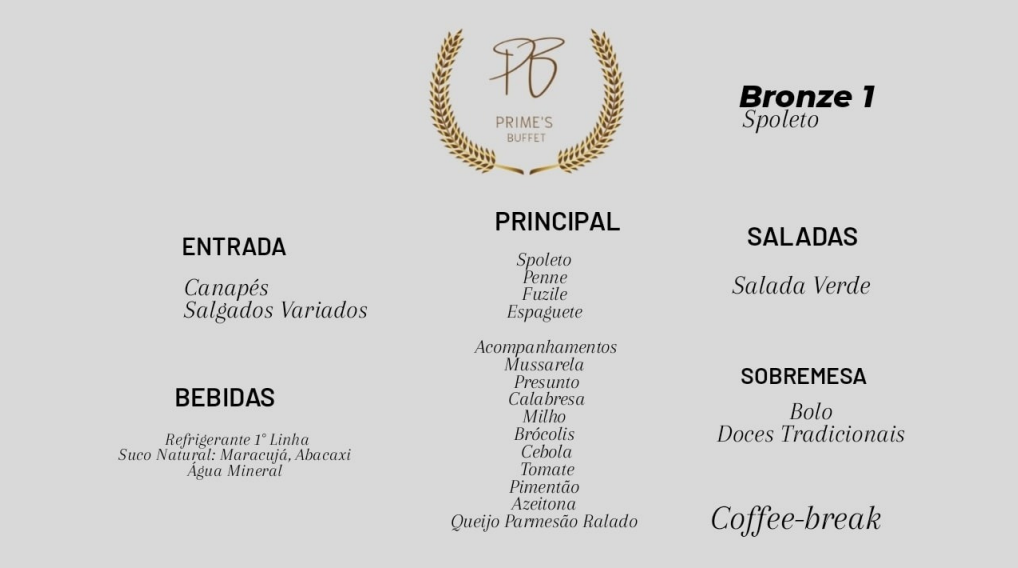 PB
PRIME'S
BUFFET
Bronze 1
Spoleto
ENTRADA
Canapés
Salgados Variados
BEBIDAS
Refrigerante 1° Linha
Suco Natural: Maracujá, Abacaxi
Água Mineral
PRINCIPAL
Spoleto
Penne
Fuzile
Espaguete
Acompanhamentos
Mussarela
Presunto
Calabresa
Milho
Brócolis
Cebola
Tomate
Pimentão
Azeitona
Queijo Parmesão Ralado
SALADAS
Salada Verde
SOBREMESA
Bolo
Doces Tradicionais
Coffee-break